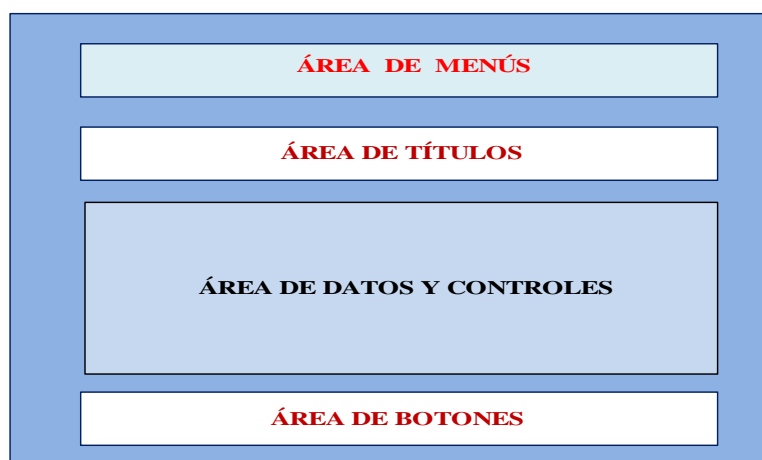 ÁREA DE MENÚS
ÁREA DE TÍTULOS
ÁREA DE DATOS Y CONTROLES
ÁREA DE BOTONES